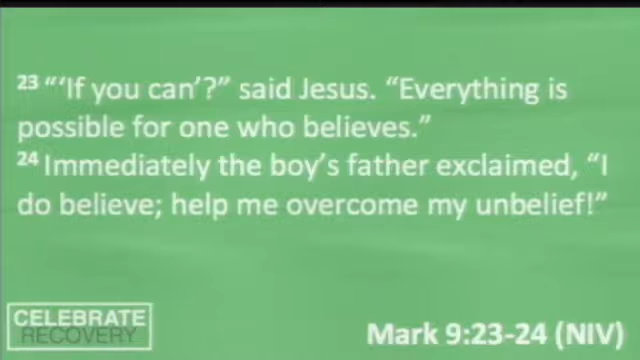 23 “‘If you can’?” said Jesus. “Everything is
possible for one who believes.”
24 Immediately the boy’s father exclaimed, “I
do believe; help me overcome my unbelief!”
CELEBRATE
RECOVERY
Mark 9:23-24 (NIV)